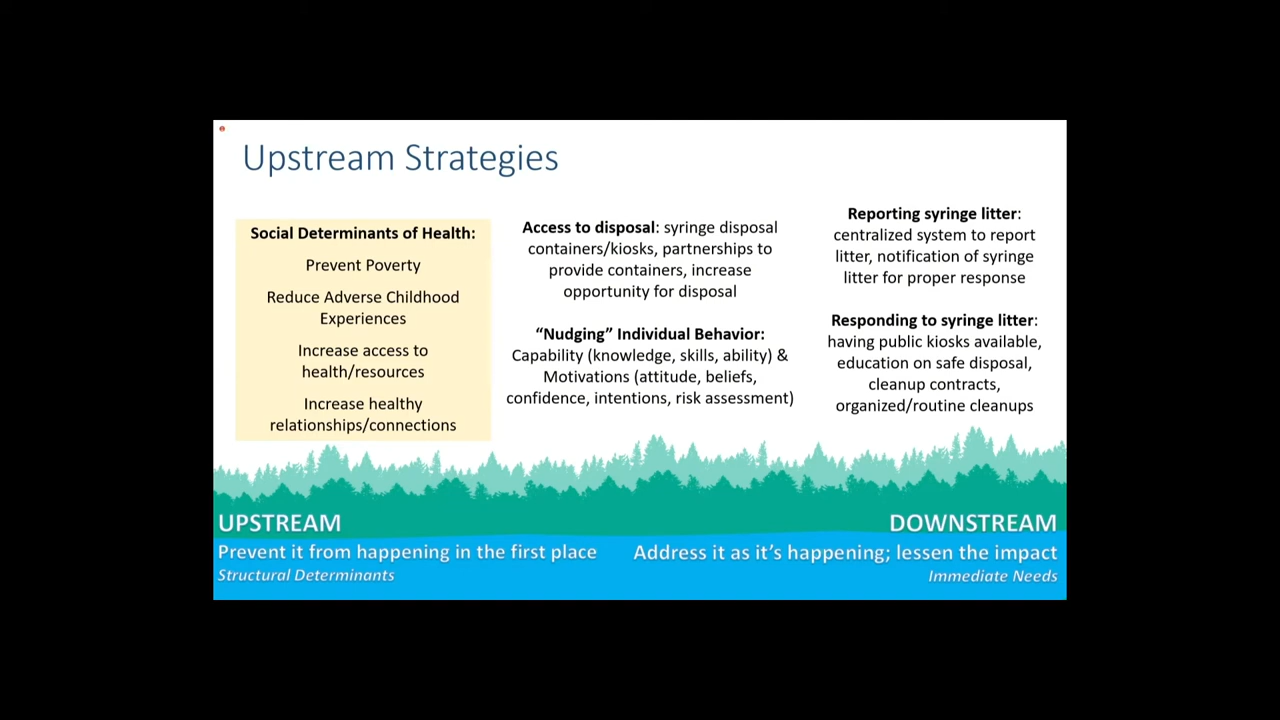 Upstream Strategies
Social Determinants of Health:
Prevent Poverty
Reduce Adverse Childhood
Experiences
Increase access to
health/resources
Increase healthy
relationships/connections
Access to disposal: syringe disposal
containers/kiosks, partnerships to
provide containers, increase
opportunity for disposal
“Nudging” Individual Behavior:
Capability (knowledge, skills, ability) &
Motivations (attitude, beliefs,
confidence, intentions, risk assessment)
Reporting syringe litter:
centralized system to report
litter, notification of syringe
litter for proper response
Responding to syringe litter:
having public kiosks available,
education on safe disposal,
cleanup contracts,
organized/routine cleanups
UPSTREAM
Prevent it from happening in the first place
Structural Determinants
DOWNSTREAM
Address it as it’s happening; lessen the impact
Immediate Needs